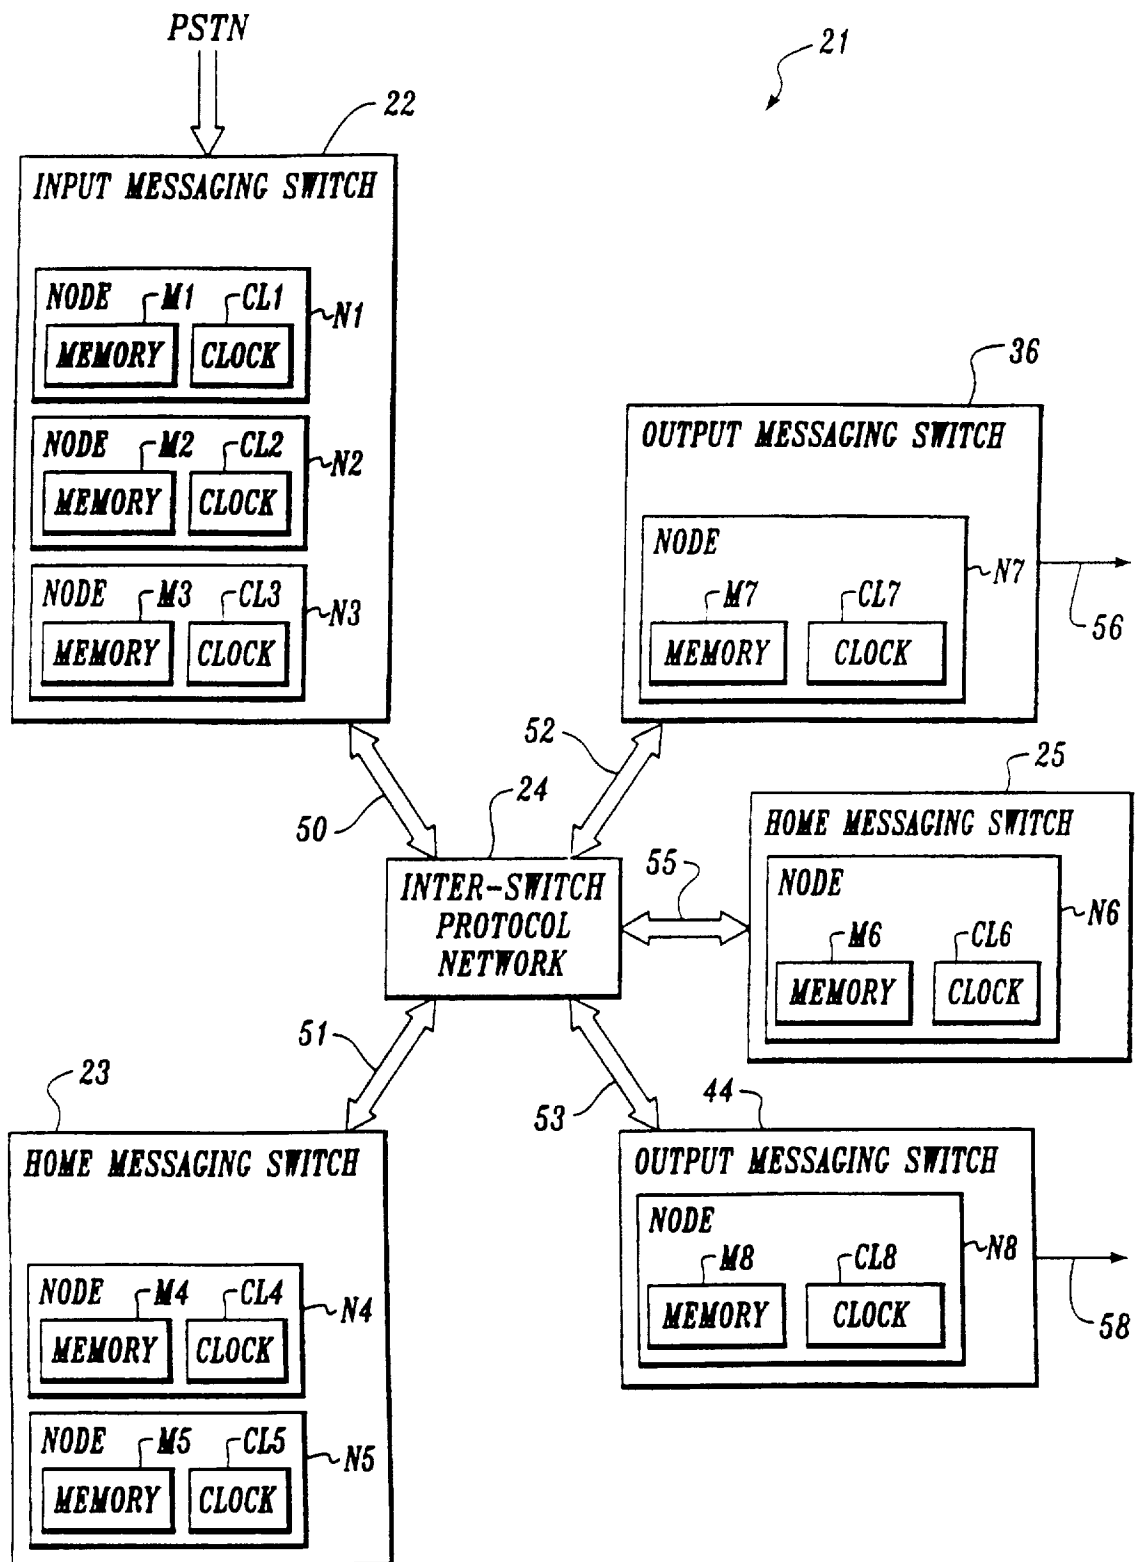 PSTN
21
22
INPUT MESSAGING SWITCH
NODE M1 CL1
N1
MEMORY CLOCK
NODE M2 CL2
N2
MEMORY CLOCK
NODE M3 CL3
N3
MEMORY CLOCK
36
OUTPUT MESSAGING SWITCH
NODE
N7
M7 CL7
MEMORY CLOCK
56
50
52
24
INTER-SWITCH
PROTOCOL
NETWORK
55
25
HOME MESSAGING SWITCH
NODE
N6
M6 CL6
MEMORY CLOCK
51
53
23
HOME MESSAGING SWITCH
NODE M4 CL4
N4
MEMORY CLOCK
NODE M5 CL5
N5
MEMORY CLOCK
44
OUTPUT MESSAGING SWITCH
NODE
N8
M8 CL8
MEMORY CLOCK
58